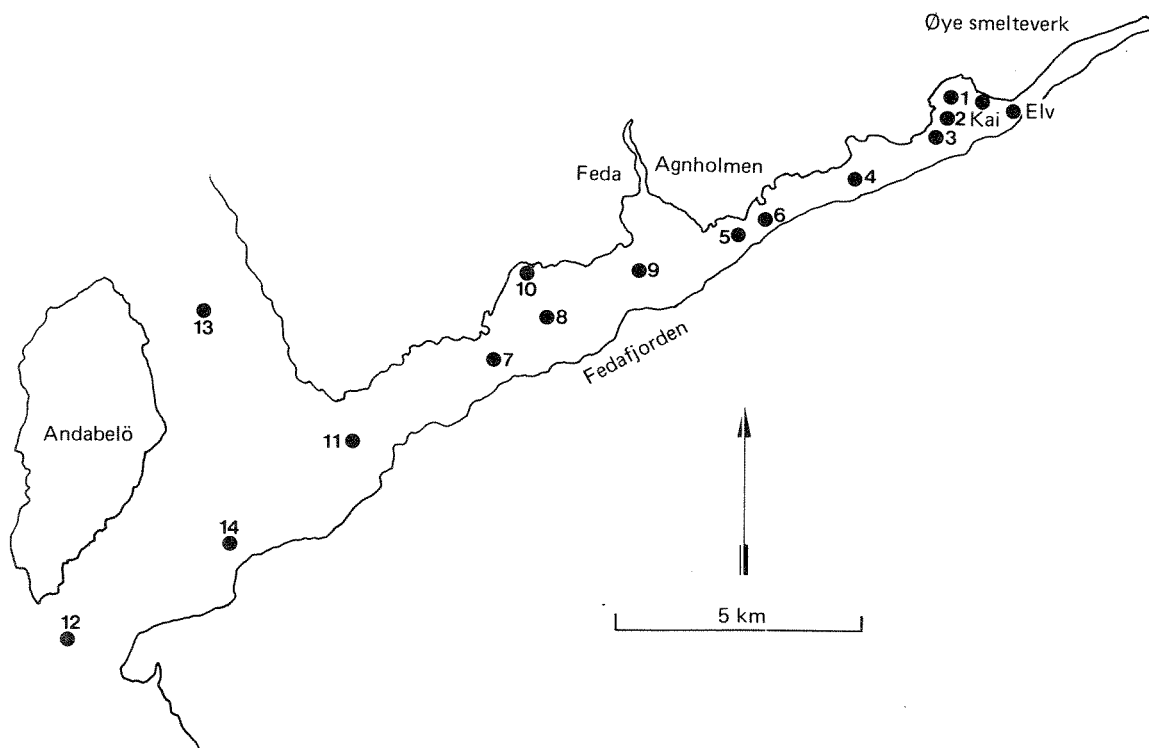 Øye smelteverk
1
2 Kai
Elv
3
Agnholmen
Feda
4
6
5
9
10
8
13
7
Fedafjorden
Andabelö
11
14
5 km
12